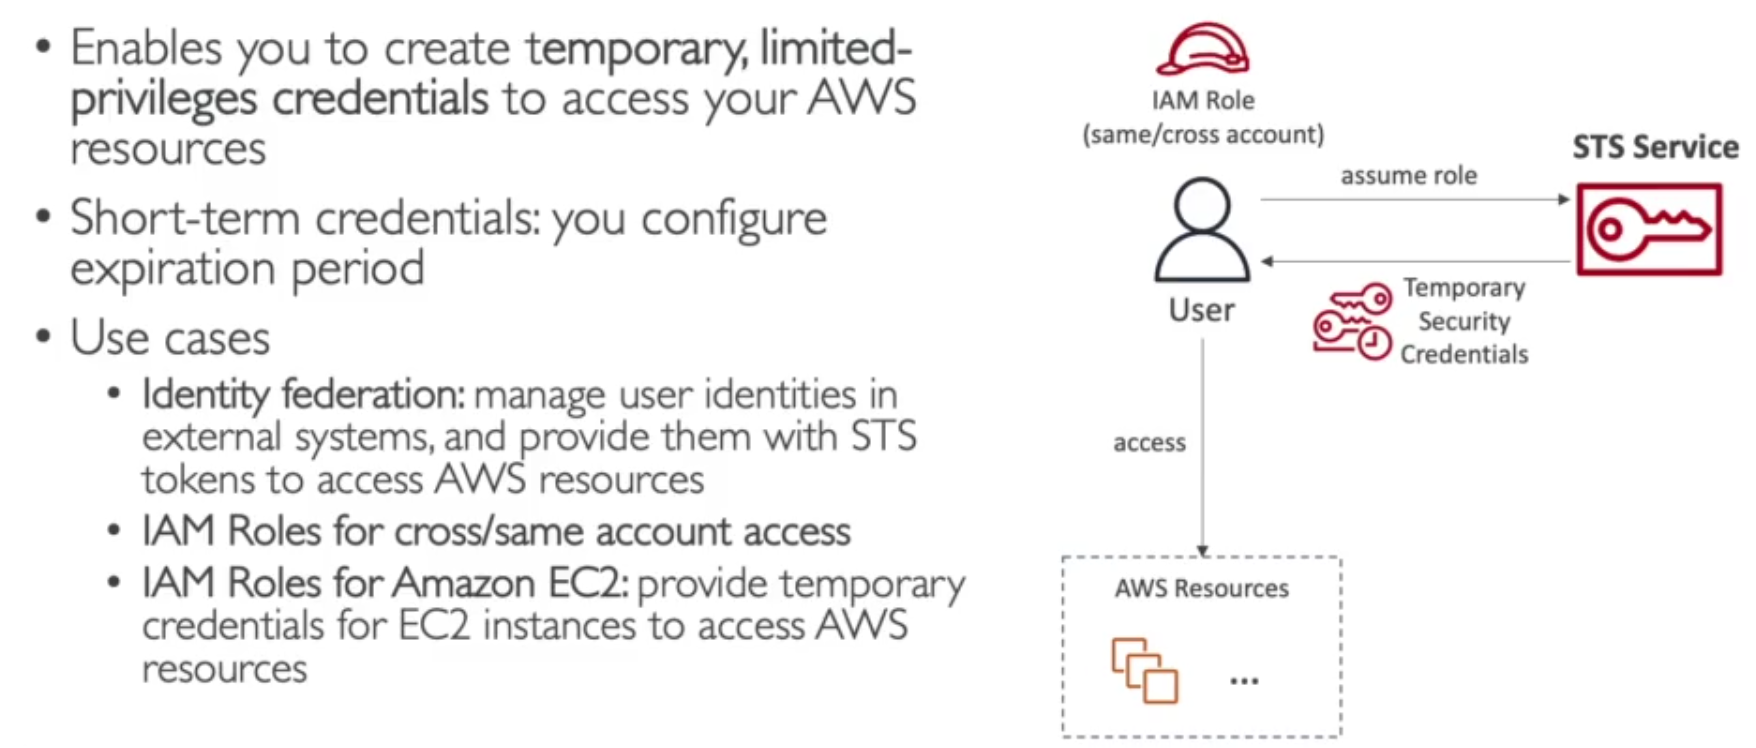 • Enables you to create temporary, limited-
privileges credentials to access your AWS
resources
• Short-term credentials: you configure
expiration period
• Use cases
• Identity federation: manage user identities in
external systems, and provide them with STS
tokens to access AWS resources
• IAM Roles for cross/same account access
• IAM Roles for Amazon EC2: provide temporary
credentials for EC2 instances to access AWS
resources
IAM Role
(same/cross account)
STS Service
assume role
User
Temporary
Security
Credentials
access
AWS Resources
...